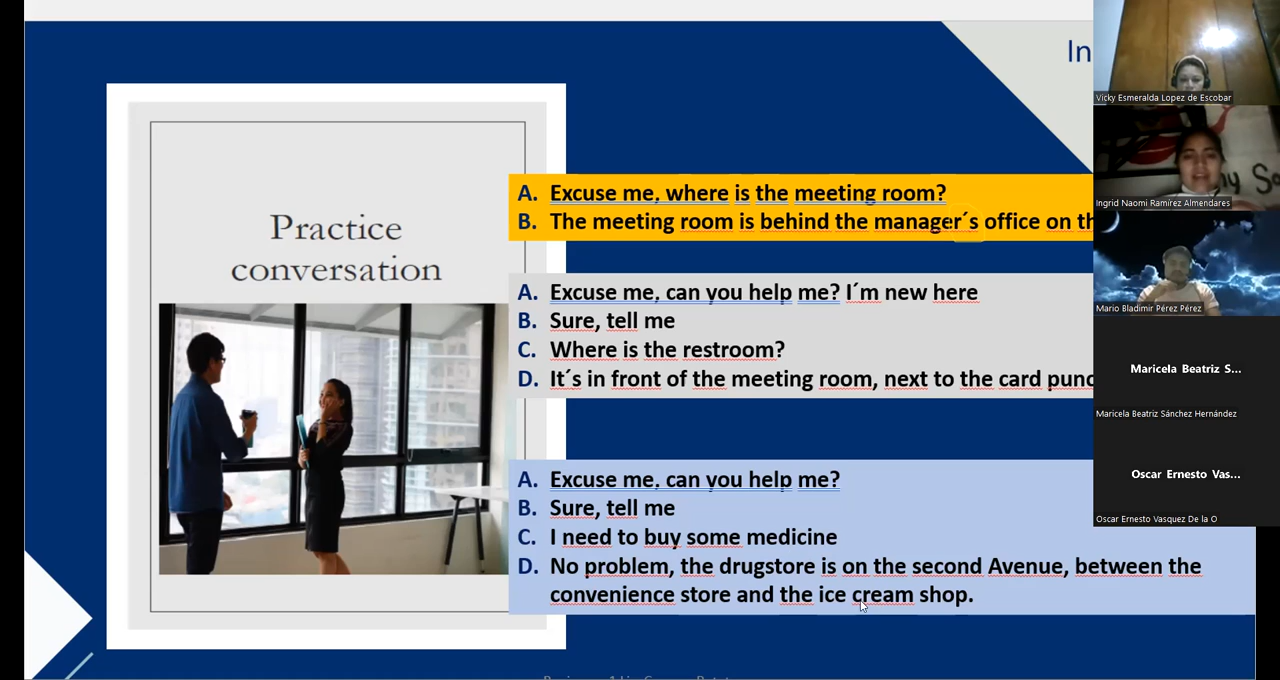 In
Practice
conversation
A. Excuse me, where is the meeting room?
B. The meeting room is behind the manager´s office on th
A. Excuse me, can you help me? I´m new here
B. Sure, tell me
C. Where is the restroom?
D. It´s in front of the meeting room, next to the card punc
A. Excuse me, can you help me?
B. Sure, tell me
C. I need to buy some medicine
D. No problem, the drugstore is on the second Avenue, between the
convenience store and the ice cream shop.
Vicky Esmeralda Lopez de Escobar
Ingrid Naomi Ramírez Almendares
Mario Bladimir Pérez Pérez
Maricela Beatriz S...
Maricela Beatriz Sánchez Hernández
Oscar Ernesto Vas...
Oscar Ernesto Vasquez De la O